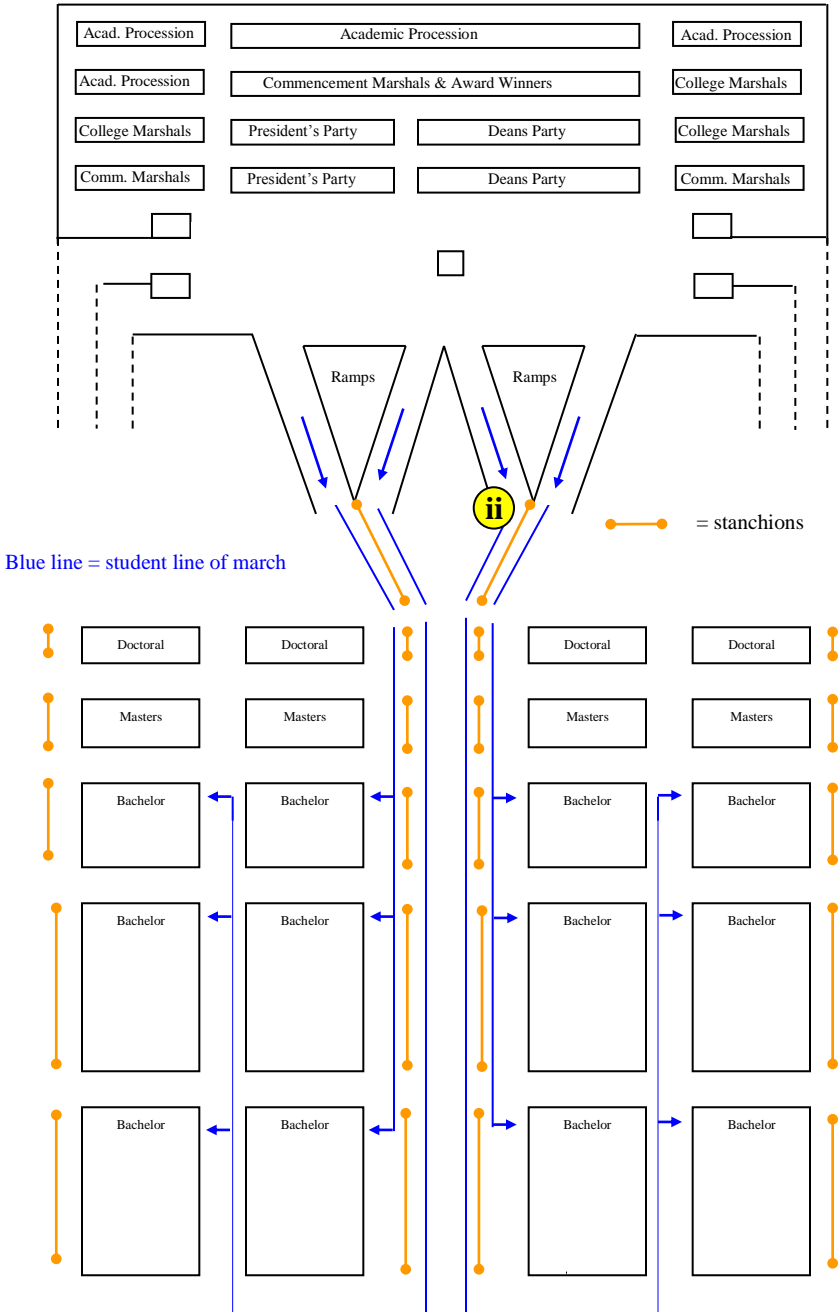 Acad. Procession
Academic Procession
Acad. Procession
Acad. Procession
Commencement Marshals & Award Winners
College Marshals
College Marshals
President's Party
Deans Party
College Marshals
Comm. Marshals
President's Party
Deans Party
Comm. Marshals
Ramps
Ramps
ii
= stanchions
Blue line = student line of march
Doctoral
Doctoral
Doctoral
Doctoral
Masters
Masters
Masters
Masters
Bachelor
Bachelor
Bachelor
Bachelor
Bachelor
Bachelor
Bachelor
Bachelor
Bachelor
Bachelor
Bachelor
Bachelor